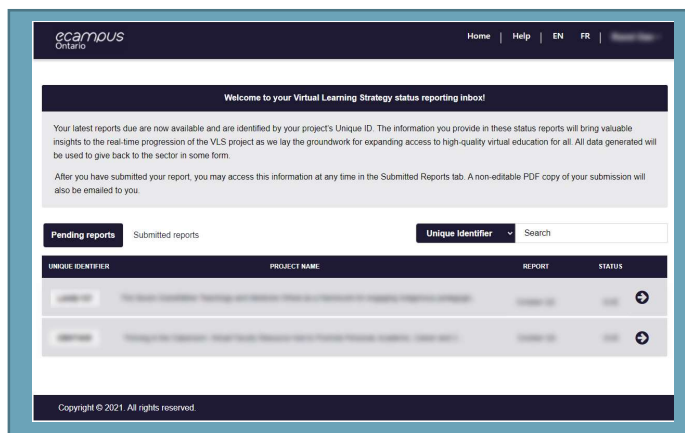 ecampus
Ontario
Home | Help | EN FR |
Welcome to your Virtual Learning Strategy status reporting inbox!
Your latest reports due are now available and are identified by your project's Unique ID. The information you provide in these status reports will bring valuable
insights to the real-time progression of the VLS project as we lay the groundwork for expanding access to high-quality virtual education for all. All data generated will
be used to give back to the sector in some form.
After you have submitted your report, you may access this information at any time in the Submitted Reports tab. A non-editable PDF copy of your submission will
also be emailed to you.
Pending reports Submitted reports Unique Identifier Search
UNIQUE IDENTIFIER PROJECT NAME REPORT STATUS
Copyright © 2021. All rights reserved.